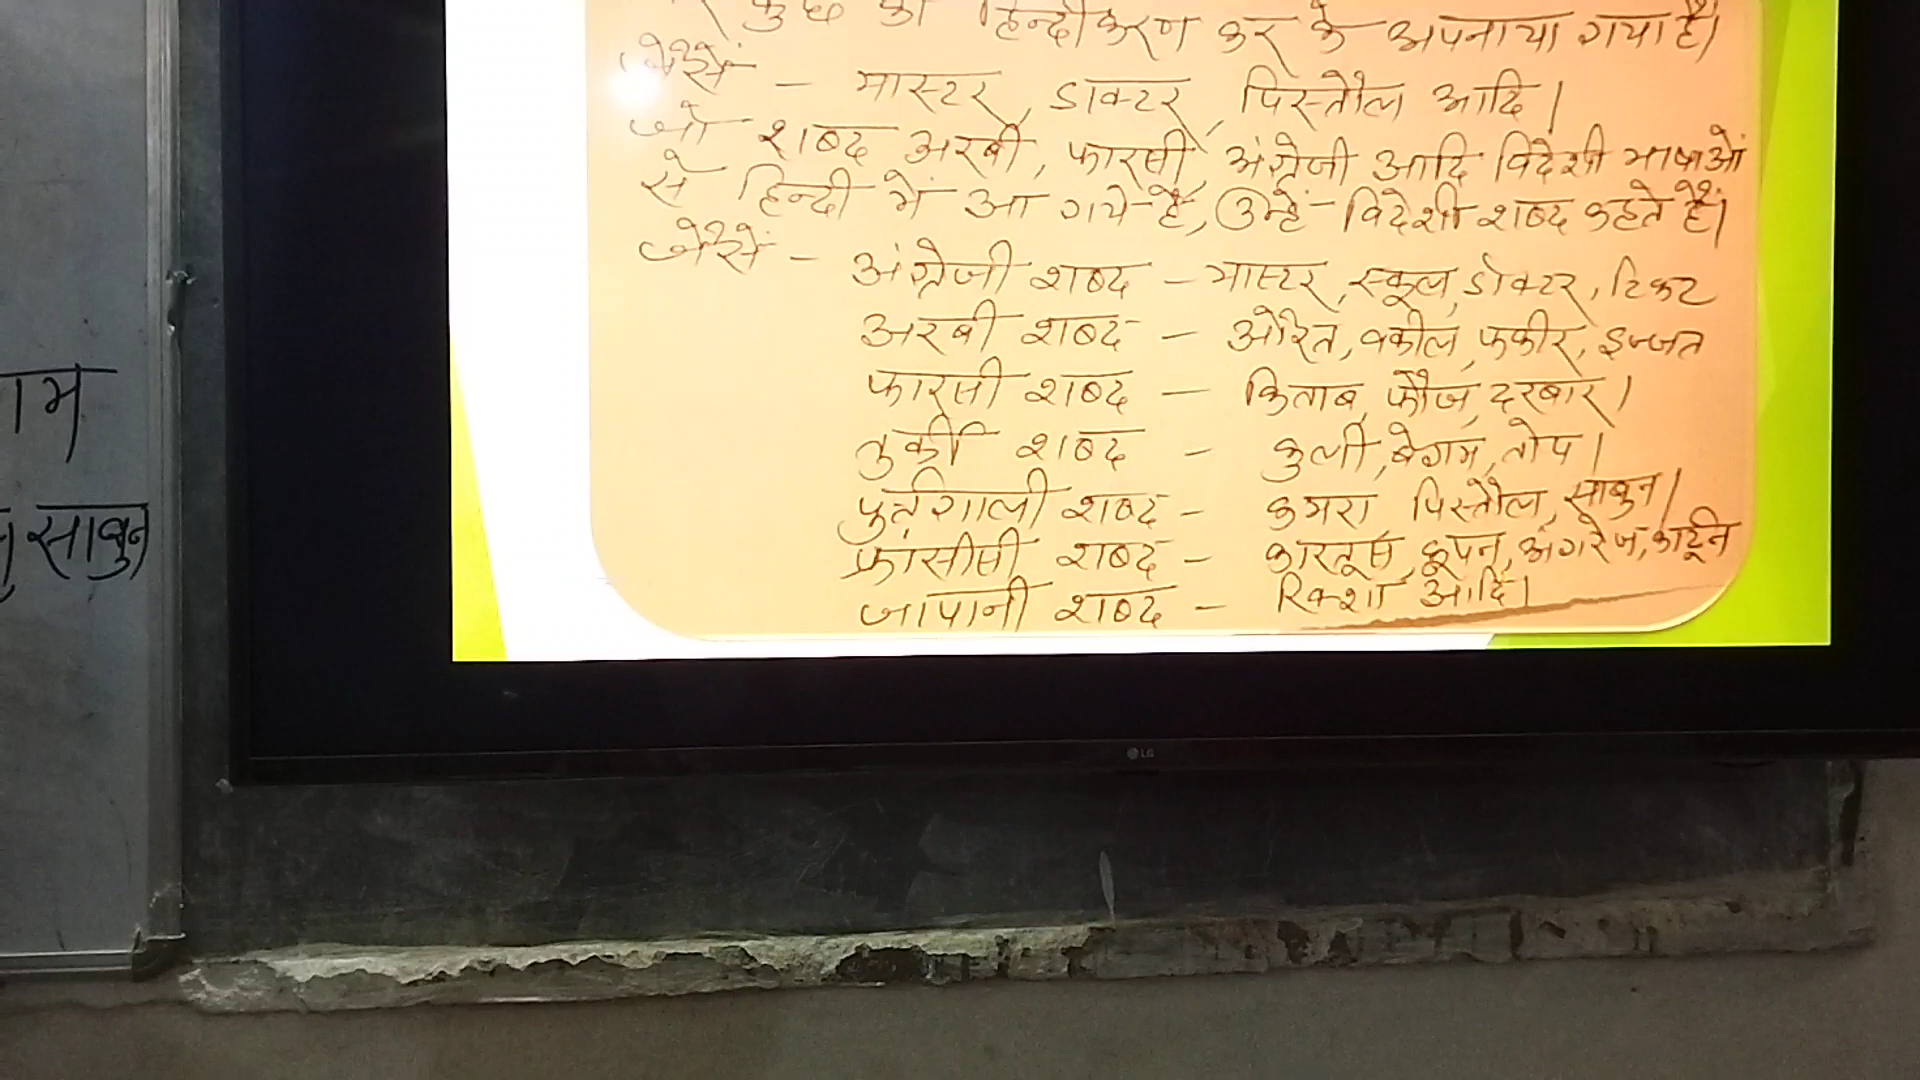 कुछ का हिन्दीकरण कर के अपनाया गया है।
जैसे - मास्टर, डाक्टर, पिस्तौल आदि।
जो शब्द अरबी, फारसी, अंग्रेजी आदि विदेशी भाषाओं
से हिन्दी में आ गये है, उन्हें विदेशी शब्द कहते हैं।
जैसे - अंग्रेजी शब्द - मास्टर, स्कूल, डॉक्टर, टिकट
अरबी शब्द - औरत, वकील, फकीर, इज्जत
फारसी शब्द - किताब, फौज, दरबार।
तुर्की शब्द - कुली, बेगम, तोप।
पुर्तगाली शब्द - कमरा, पिस्तौल, साबुन।
फ्रांसीसी शब्द - कारतूस, कूपन, अंगरेज, कार्टून
जापानी शब्द - रिक्शा आदि।
साबुन
LG